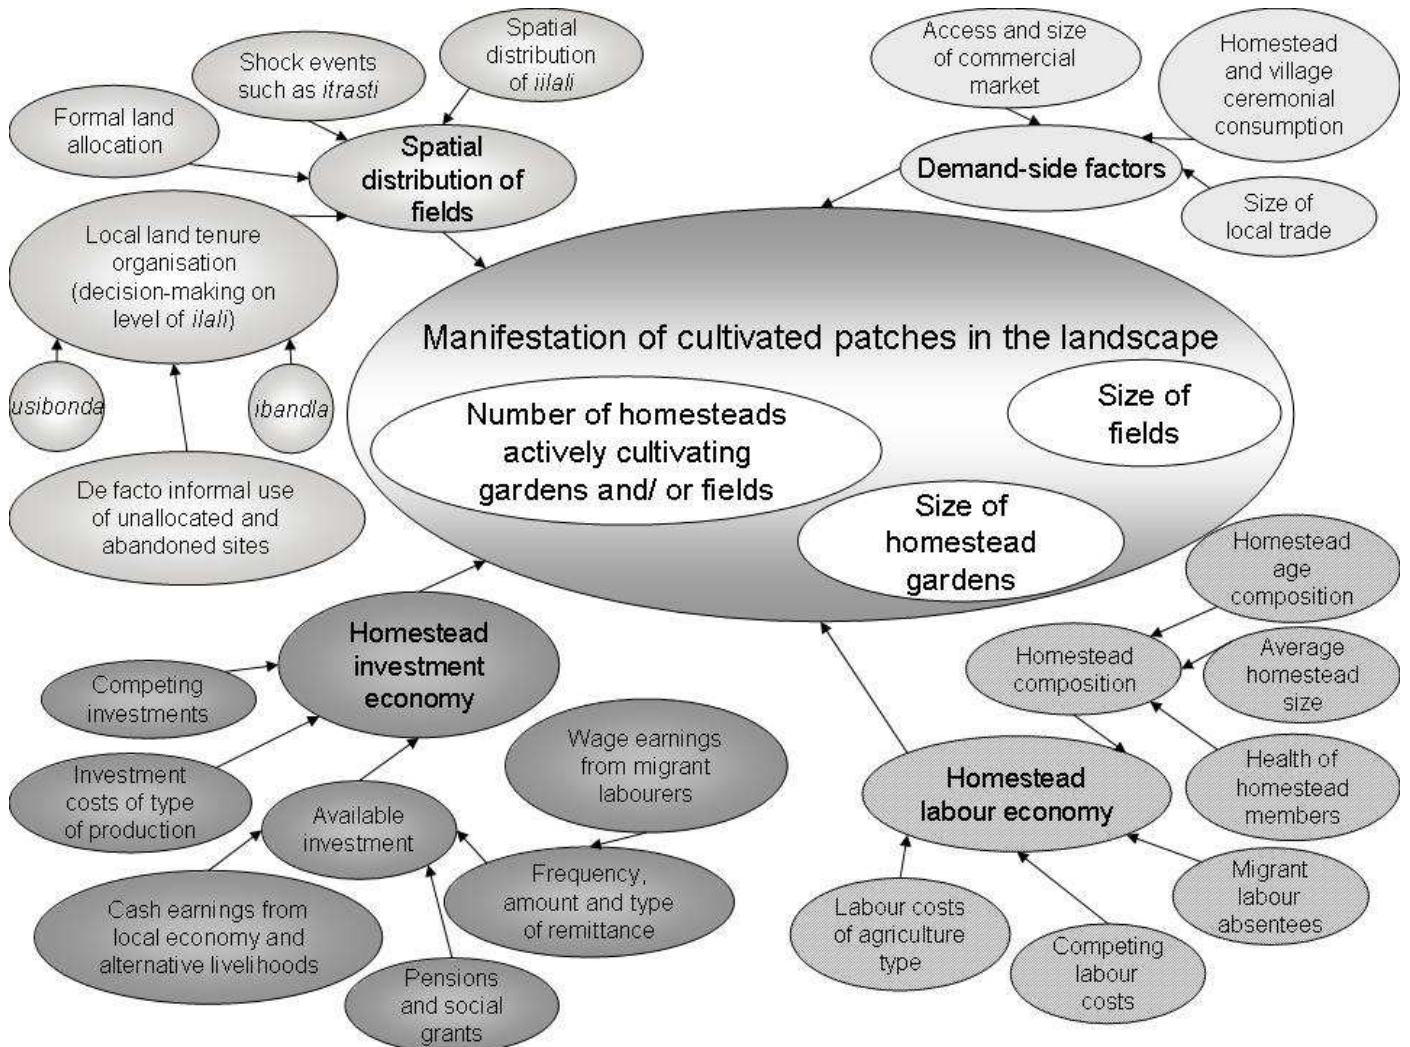 Spatial
distribution
of iilali
Shock events
such as itrasti
Formal land
allocation
Spatial
distribution of
fields
Local land tenure
organisation
(decision-making on
level of ilali)
usibonda
ibandla
De facto informal use
of unallocated and
abandoned sites
Access and size
of commercial
market
Homestead
and village
ceremonial
consumption
Demand-side factors
Size of
local trade
Manifestation of cultivated patches in the landscape
Number of homesteads
actively cultivating
gardens and/ or fields
Size of
fields
Size of
homestead
gardens
Homestead
investment
economy
Competing
investments
Investment
costs of type
of production
Available
investment
Wage earnings
from migrant
labourers
Frequency,
amount and type
of remittance
Cash earnings from
local economy and
alternative livelihoods
Pensions
and social
grants
Homestead
age
composition
Homestead
composition
Average
homestead
size
Health of
homestead
members
Homestead
labour economy
Migrant
labour
absentees
Labour costs
of agriculture
type
Competing
labour
costs